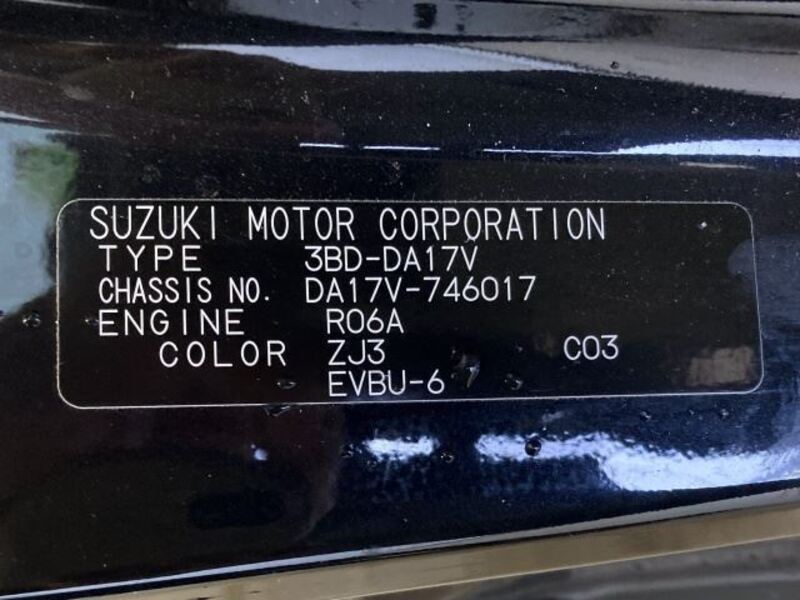 SUZUKI MOTOR CORPORATION
TYPE 3BD-DA17V
CHASSIS NO. DA17V-746017
ENGINE R06A
COLOR ZJ3 C03
EVBU-6